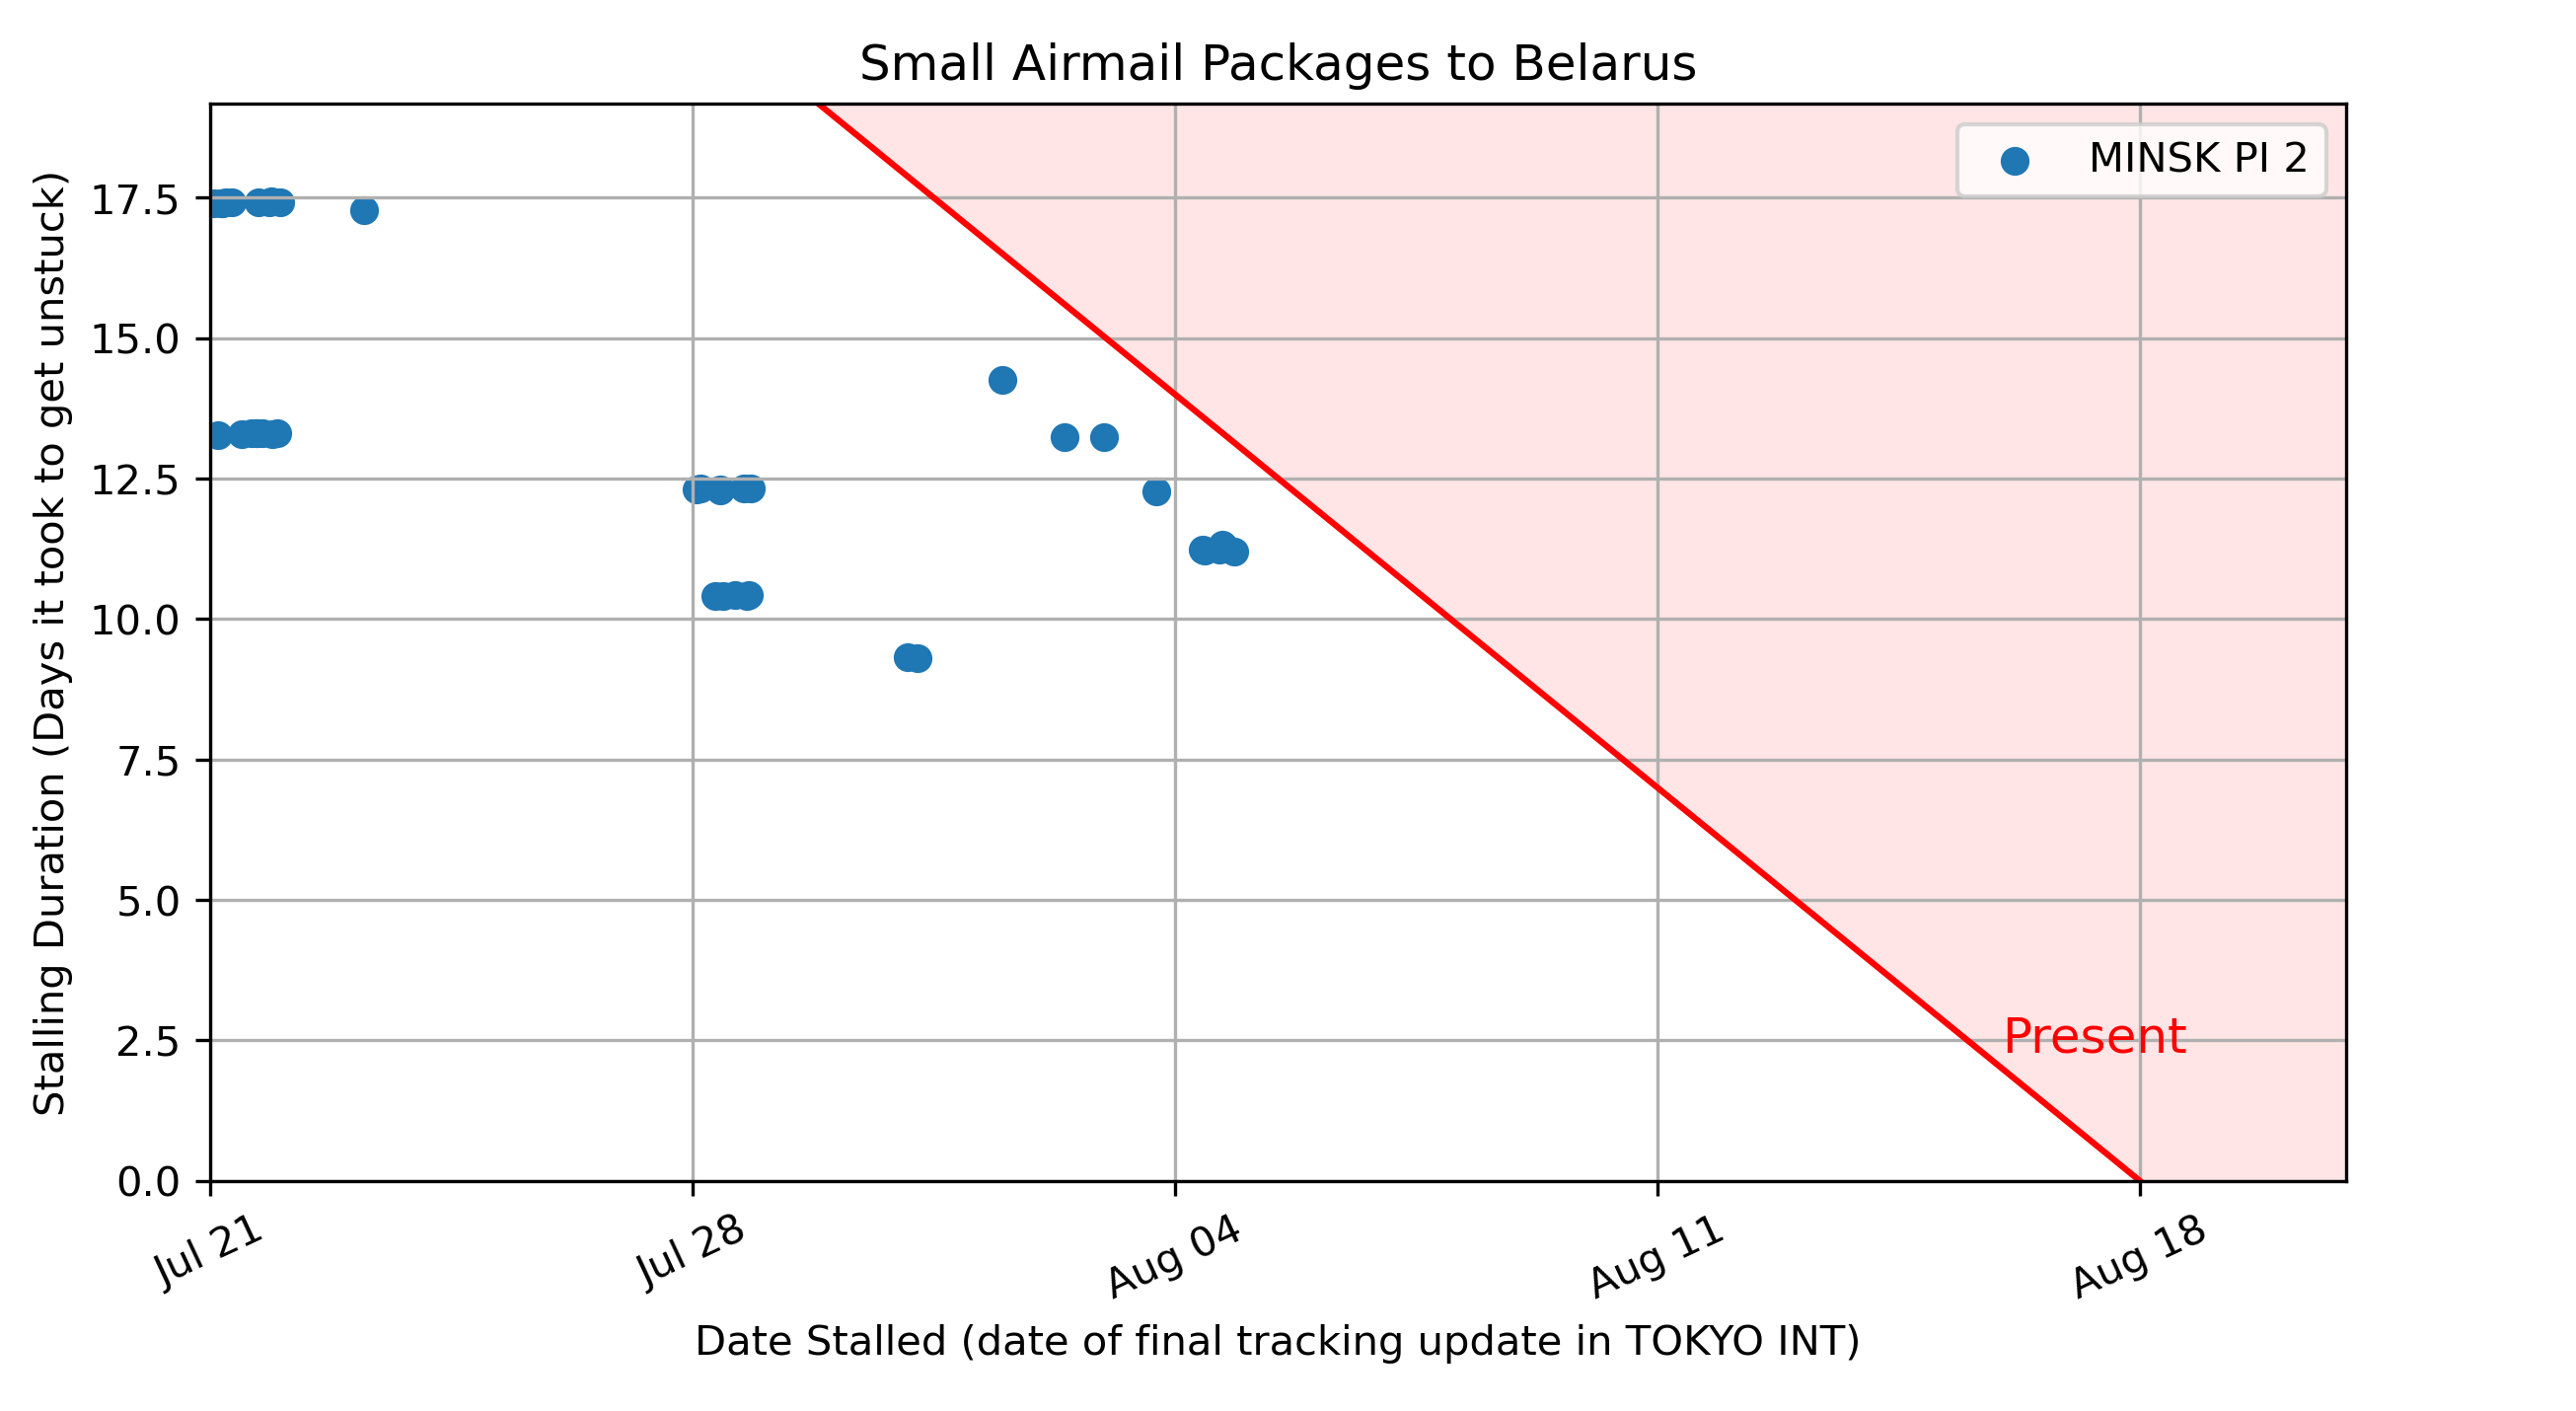 Small Airmail Packages to Belarus
MINSK PI 2
Stalling Duration (Days it took to get unstuck)
17.5
15.0
12.5
10.0
7.5
5.0
2.5
0.0
Present
Jul 21
Jul 28
Aug 04
Aug 11
Aug 18
Date Stalled (date of final tracking update in TOKYO INT)